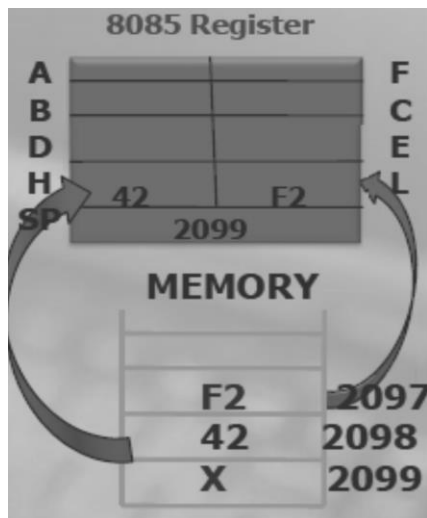 8085 Register
A F
B C
D E
H 42 F2 L
SP 2099
MEMORY
F2 2097
42 2098
X 2099